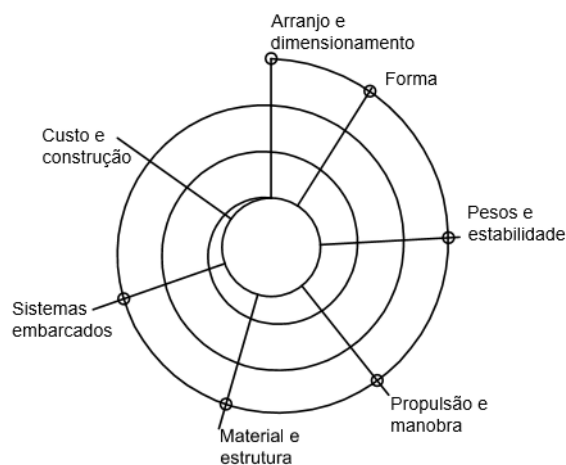 Arranjo e
dimensionamento
Forma
Pesos e
estabilidade
Propulsão e
manobra
Material e
estrutura
Sistemas
embarcados
Custo e
construção